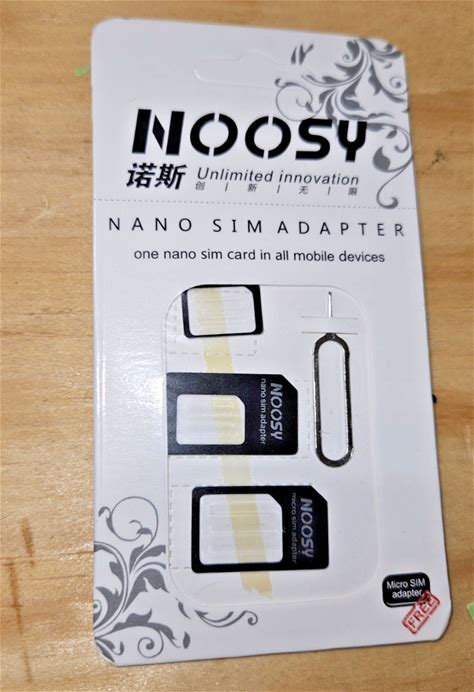 NOOSY
诺斯 Unlimited innovation
创 | 新 | 无 | 限
NANO SIM ADAPTER
one nano sim card in all mobile devices
NOOSY
nano sim adapter
NOOSY
micro sim adapter
Micro SIM
adapter
FREE